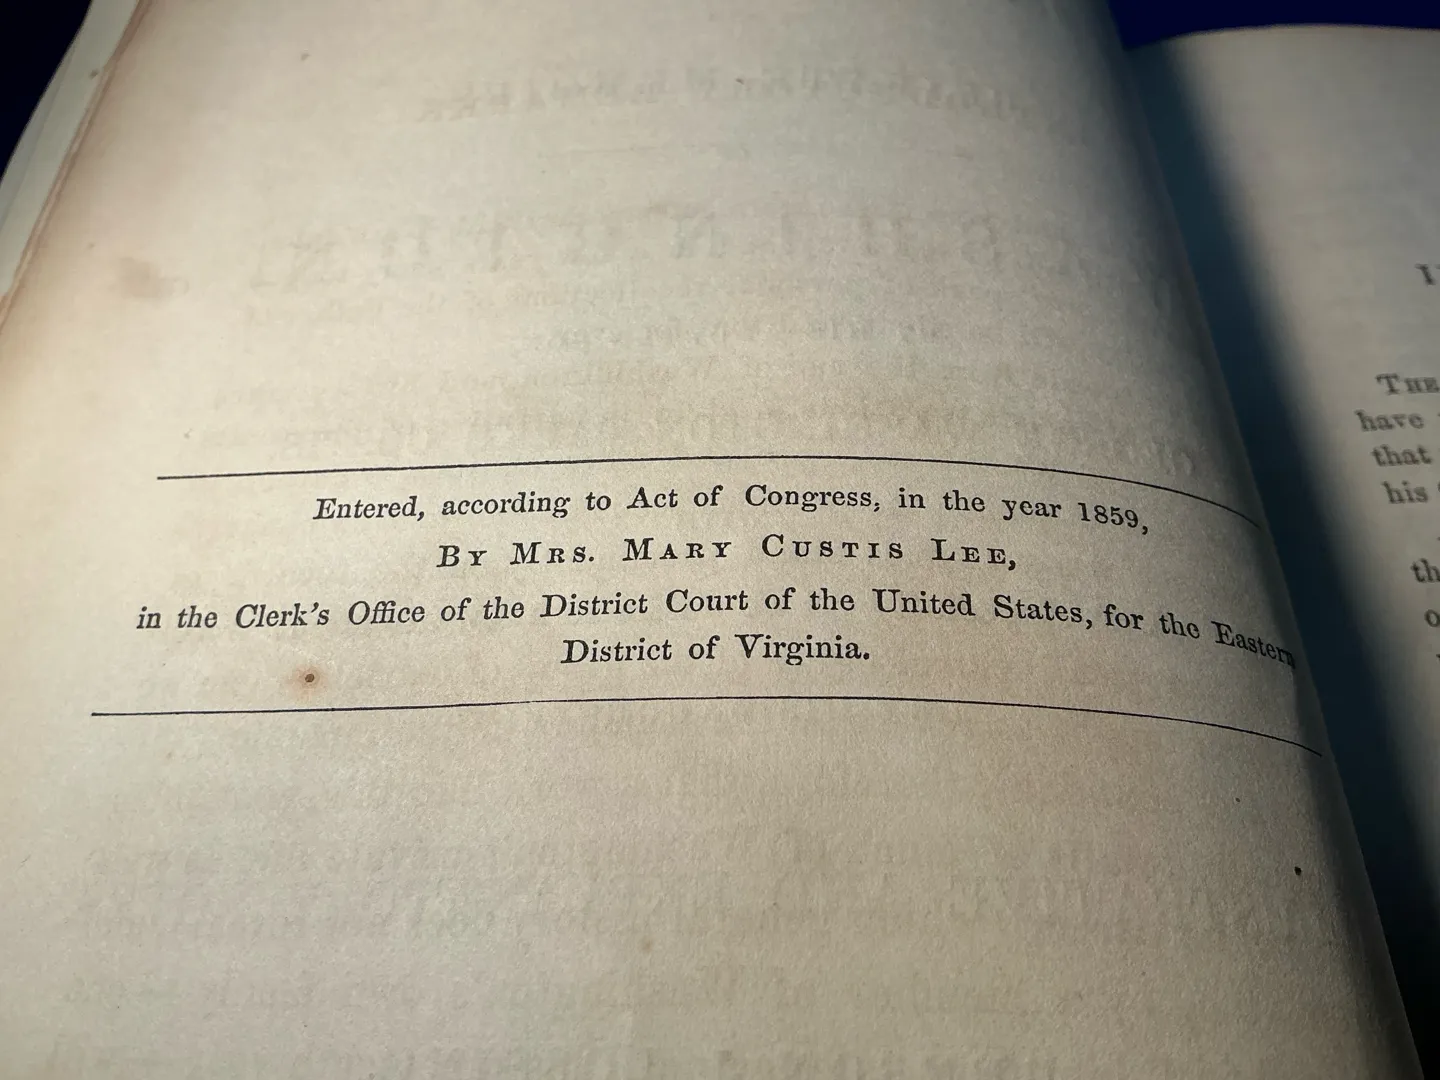 Entered, according to Act of Congress, in the year 1859,
By Mrs. Mary Custis Lee,
in the Clerk's Office of the District Court of the United States, for the Eastern
District of Virginia.
The
have
that
his